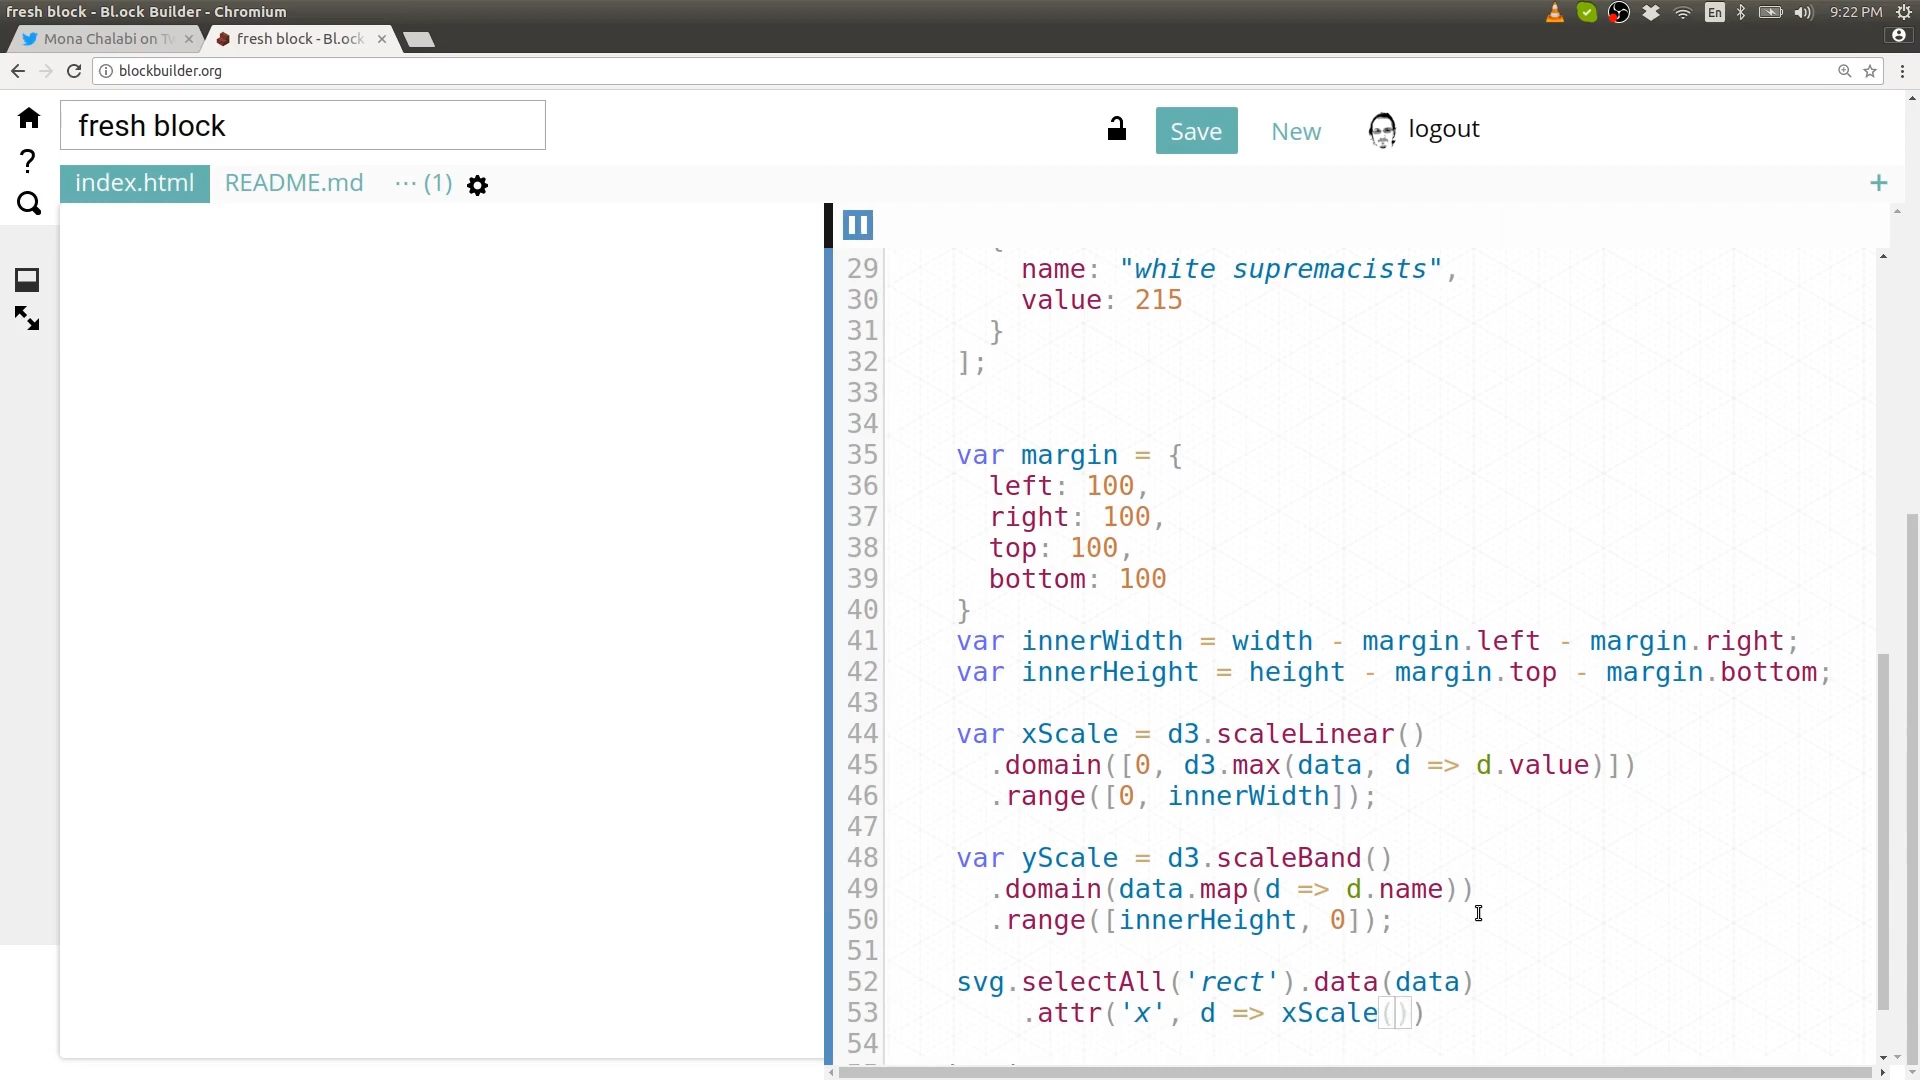 fresh block - Bl.ock Builder - Chromium
En
9:22 PM
Mona Chalabi on Tw
fresh block - Bl.ock
blockbuilder.org
fresh block
Save
New
logout
?
index.html
README.md
··· (1)
+
29 name: "white supremacists",
30 value: 215
31 }
32 ];
33
34
35 var margin = {
36 left: 100,
37 right: 100,
38 top: 100,
39 bottom: 100
40 }
41 var innerWidth = width - margin.left - margin.right;
42 var innerHeight = height - margin.top - margin.bottom;
43
44 var xScale = d3.scaleLinear()
45 .domain([0, d3.max(data, d => d.value)])
46 .range([0, innerWidth]);
47
48 var yScale = d3.scaleBand()
49 .domain(data.map(d => d.name))
50 .range([innerHeight, 0]);
51
52 svg.selectAll('rect').data(data)
53 .attr('x', d => xScale())
54